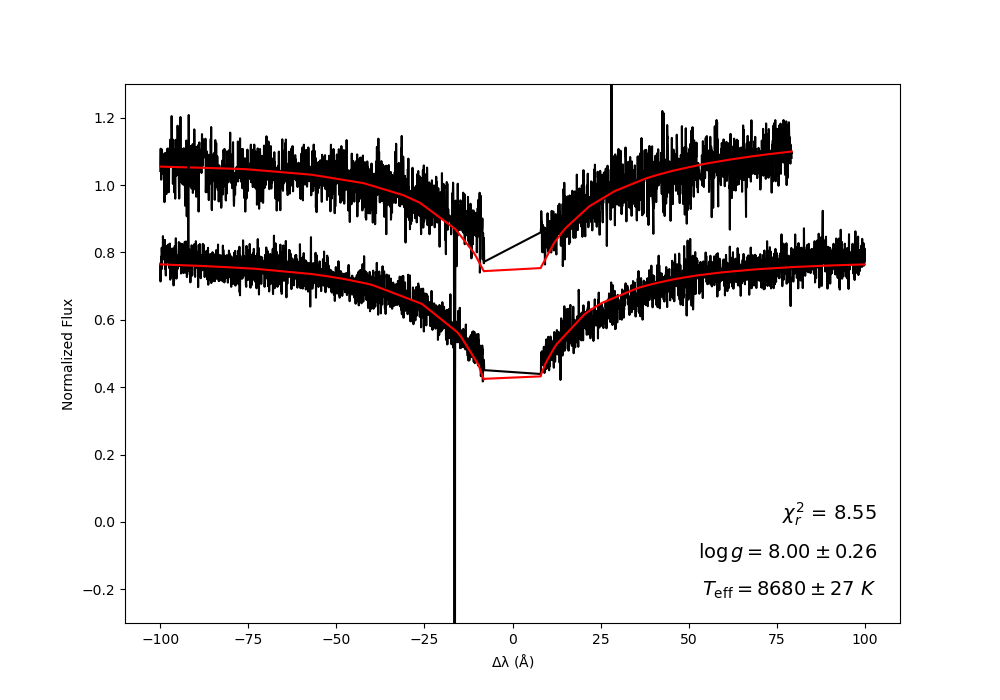 1.2
1.0
0.8
0.6
0.4
0.2
0.0
−0.2
Normalized Flux
χ²ᵣ = 8.55
log g = 8.00 ± 0.26
T_eff = 8680 ± 27 K
−100 −75 −50 −25 0 25 50 75 100
Δλ (Å)